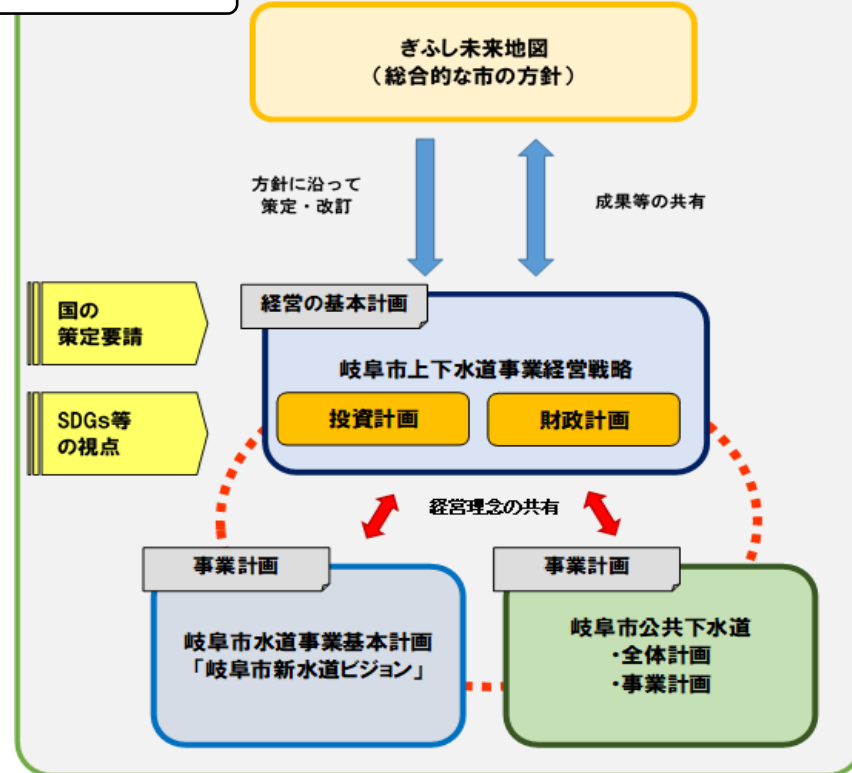 ぎふし未来地図
（総合的な市の方針）
方針に沿って
策定・改訂
成果等の共有
国の
策定要請
経営の基本計画
岐阜市上下水道事業経営戦略
投資計画
財政計画
SDGs等
の視点
経営理念の共有
事業計画
岐阜市水道事業基本計画
「岐阜市新水道ビジョン」
事業計画
岐阜市公共下水道
・全体計画
・事業計画